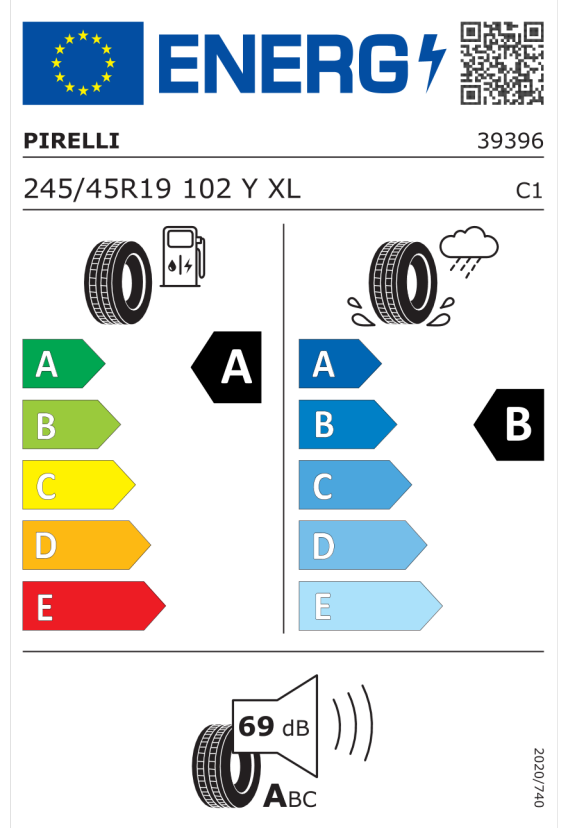 ENERG
PIRELLI 39396
245/45R19 102 Y XL C1
A A
B
C
D
E
A
B B
C
D
E
69 dB
ABC
2020/740